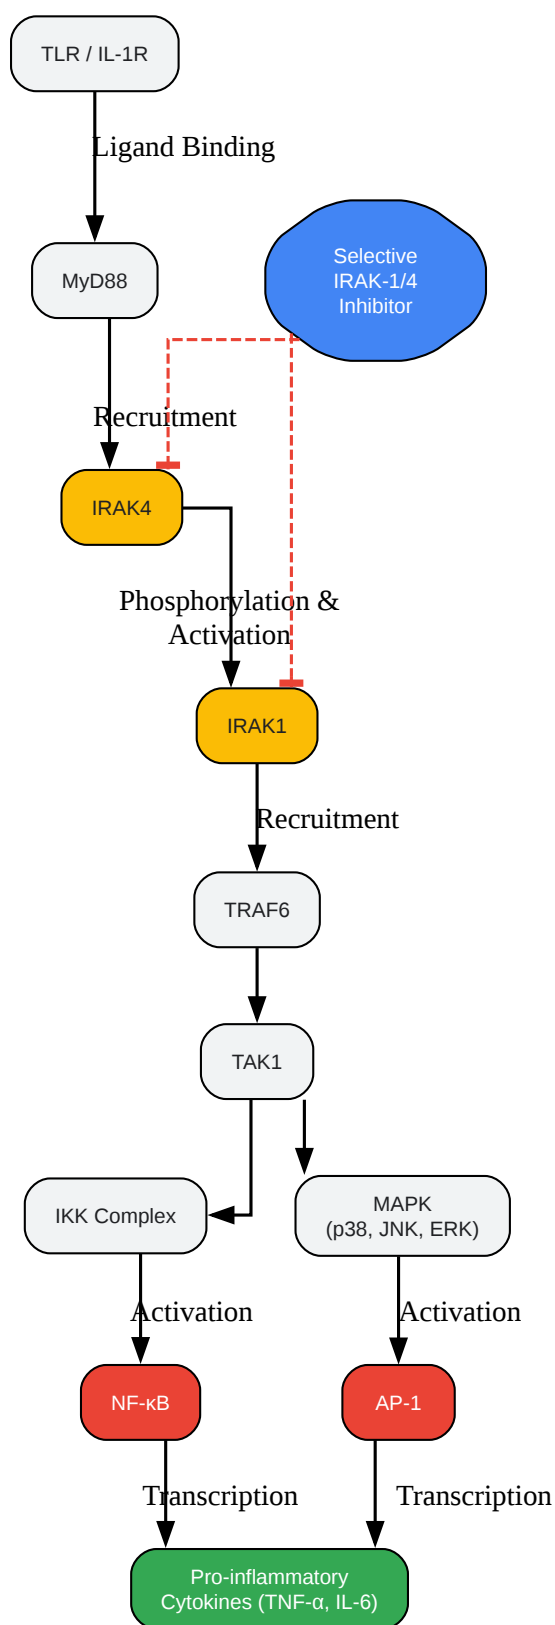 TLR / IL-1R
Ligand Binding
MyD88
Selective
IRAK-1/4
Inhibitor
Recruitment
IRAK4
Phosphorylation &
Activation
IRAK1
Recruitment
TRAF6
TAK1
IKK Complex
MAPK
(p38, JNK, ERK)
Activation
Activation
NF-κB
AP-1
Transcription
Transcription
Pro-inflammatory
Cytokines (TNF-α, IL-6)